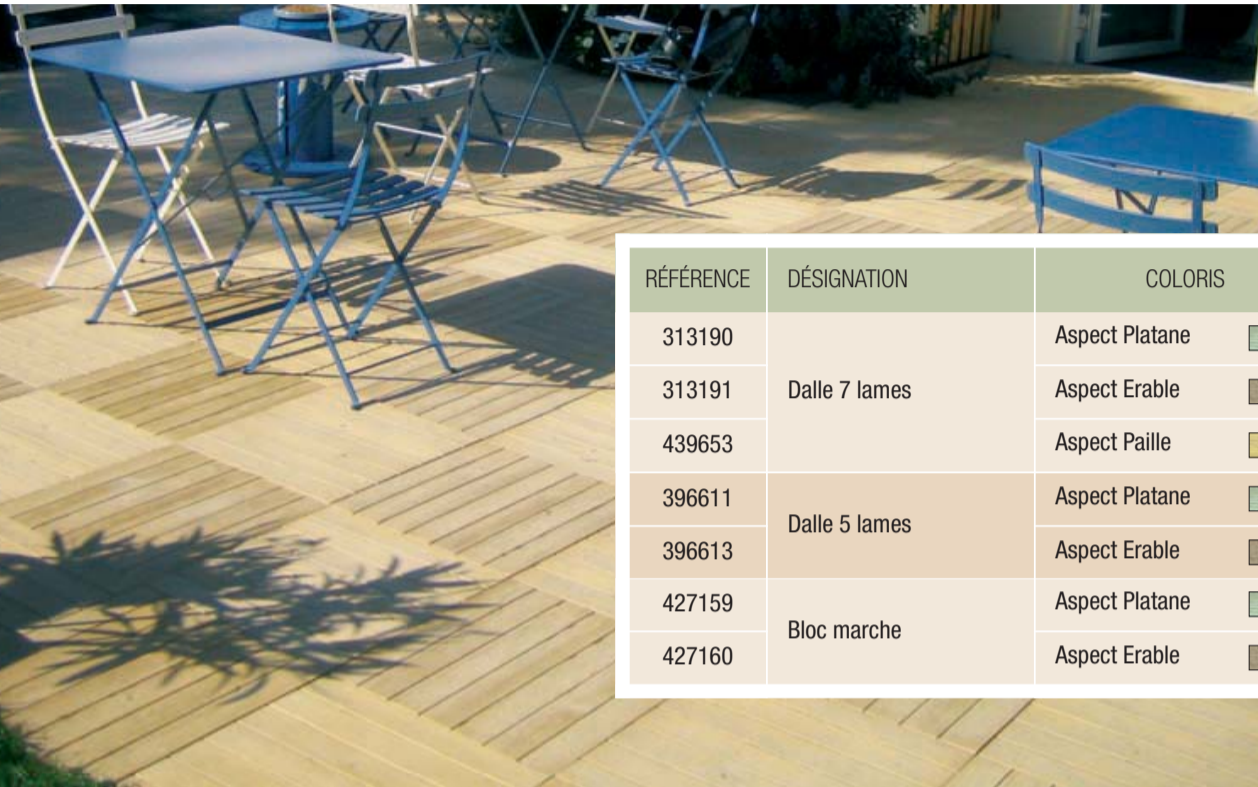 RÉFÉRENCE DÉSIGNATION COLORIS
313190 Aspect Platane
313191 Dalle 7 lames Aspect Erable
439653 Aspect Paille
396611 Aspect Platane
Dalle 5 lames
396613 Aspect Erable
427159 Aspect Platane
Bloc marche
427160 Aspect Erable